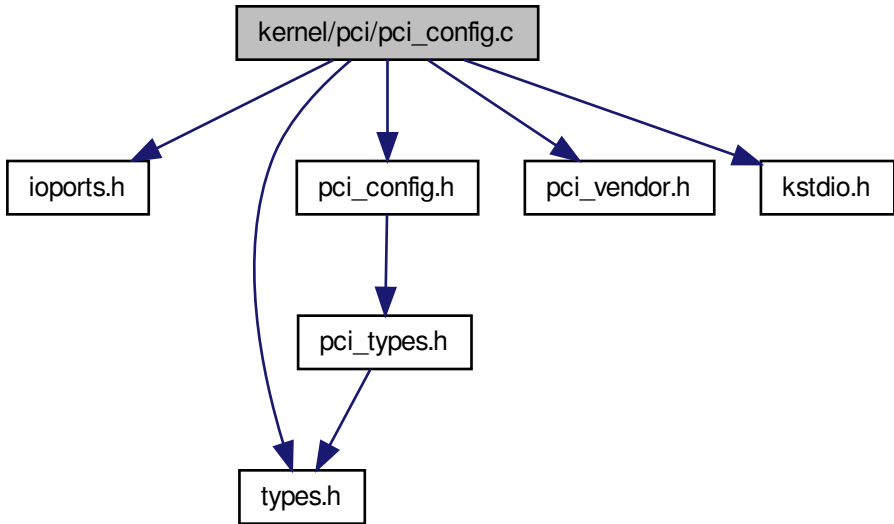 kernel/pci/pci_config.c
ioports.h
pci_config.h
pci_vendor.h
kstdio.h
pci_types.h
types.h